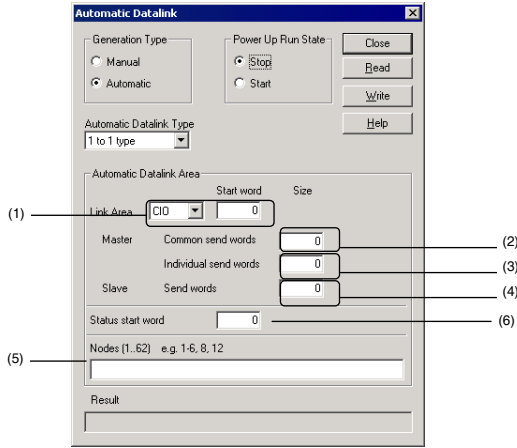 Automatic Datalink
Generation Type
Manual
Automatic
Power Up Run State
Stop
Start
Close
Read
Write
Help
Automatic Datalink Type
1 to 1 type
Automatic Datalink Area
Start word Size
(1) Link Area CIO 0
Master Common send words 0 (2)
Individual send words 0 (3)
Slave Send words 0 (4)
Status start word 0 (6)
Nodes (1..62) e.g. 1-6, 8, 12
(5)
Result